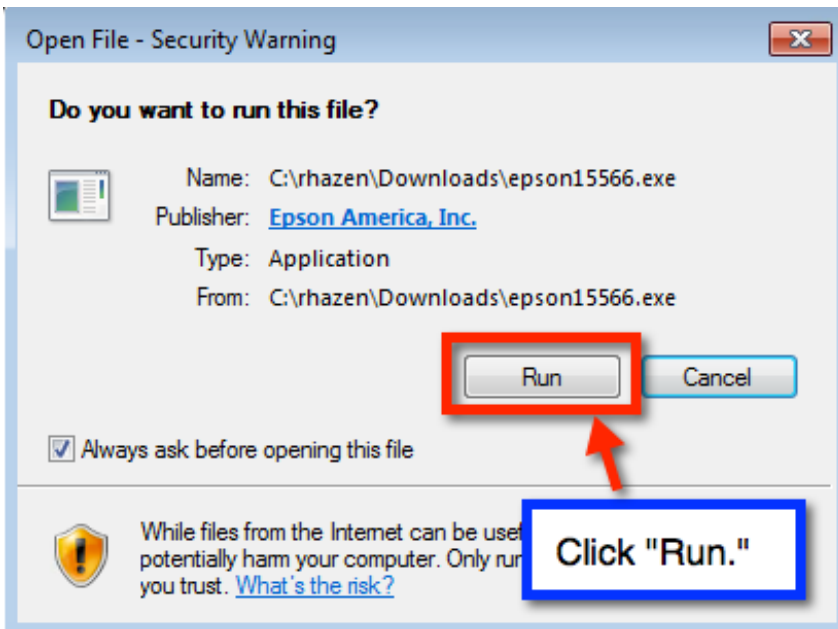 Open File - Security Warning
Do you want to run this file?
Name: C:\rhazen\Downloads\epson15566.exe
Publisher: Epson America, Inc.
Type: Application
From: C:\rhazen\Downloads\epson15566.exe
Run Cancel
Always ask before opening this file
While files from the Internet can be
potentially harm your computer. Only
you trust. What's the risk?
Click "Run."